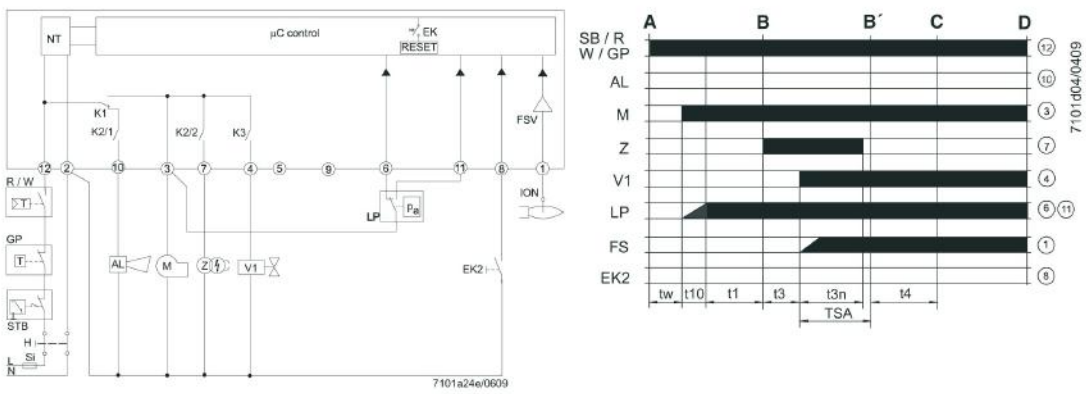 NT
µC control
EK
RESET
FSV
K1
K2/1
K2/2
K3
12
2
10
3
7
4
5
9
6
11
8
1
R / W
T
GP
T
STB
H
Si
L
N
AL
M
Z
V1
LP
Pa
EK2
ION
7101a24e/0609
A
B
B´
C
D
SB / R
W / GP
12
AL
10
M
3
Z
7
V1
4
LP
6
11
FS
1
EK2
8
tw
t10
t1
t3
t3n
t4
TSA
7101d04/0409